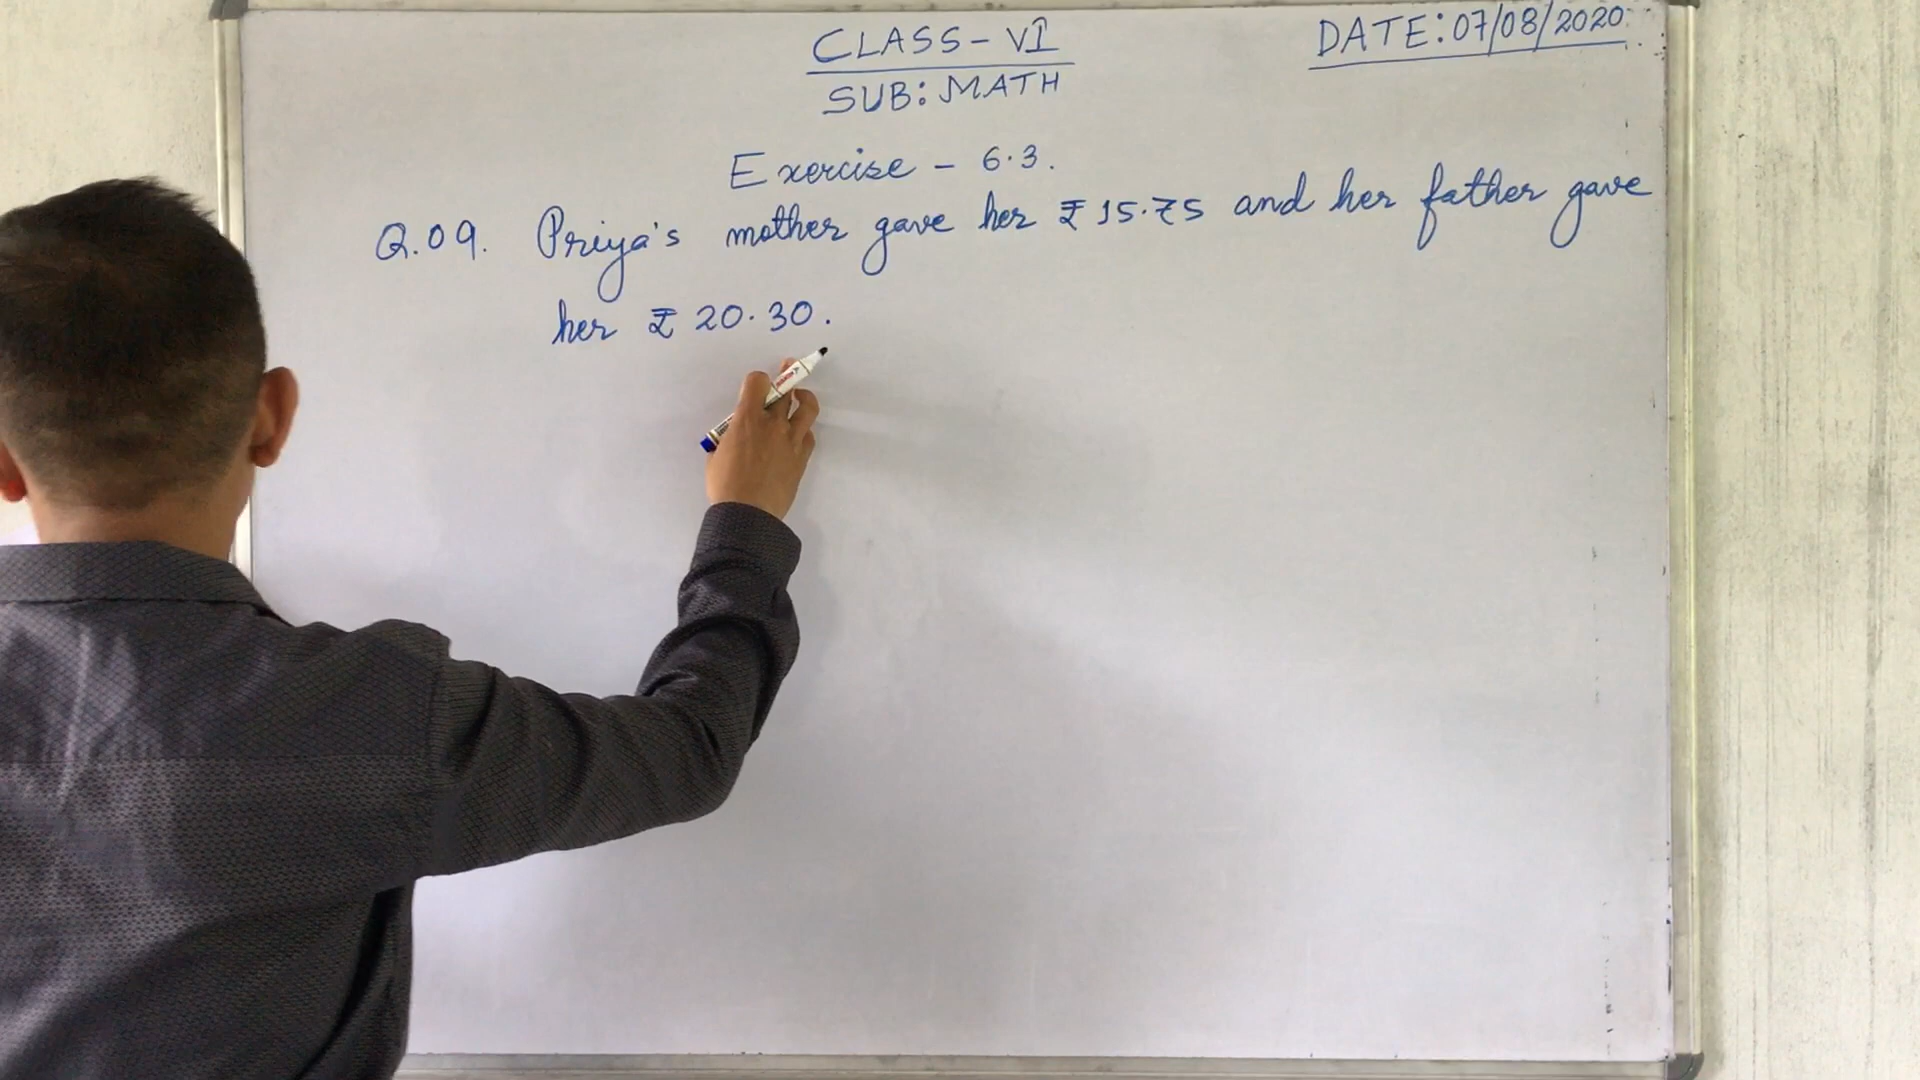 CLASS-VI
DATE:07/08/2020
SUB: MATH
Exercise - 6.3.
Q.09. Priya's mother gave her ₹ 15.75 and her father gave
her ₹ 20.30.